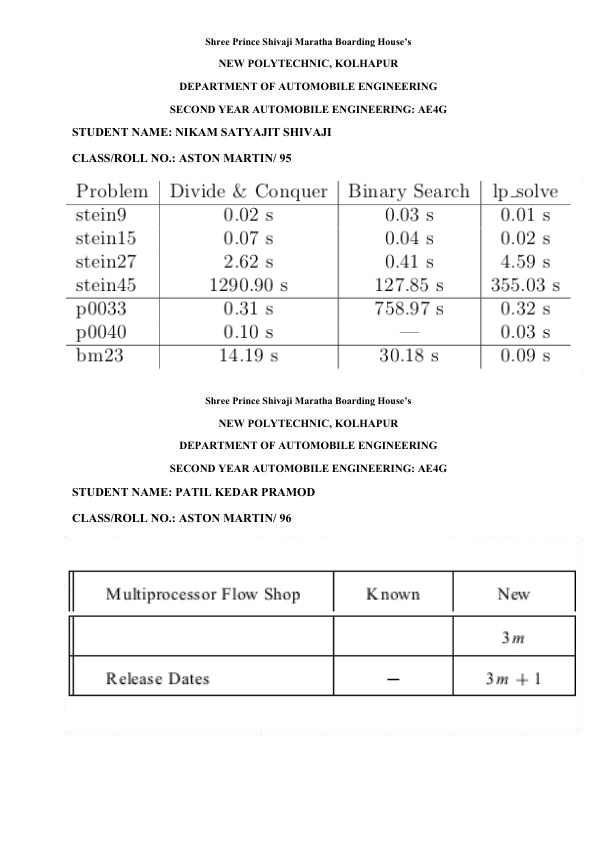 Shree Prince Shivaji Maratha Boarding House's
NEW POLYTECHNIC, KOLHAPUR
DEPARTMENT OF AUTOMOBILE ENGINEERING
SECOND YEAR AUTOMOBILE ENGINEERING: AE4G
STUDENT NAME: NIKAM SATYAJIT SHIVAJI
CLASS/ROLL NO.: ASTON MARTIN/ 95
Problem Divide & Conquer Binary Search lp_solve
stein9 0.02 s 0.03 s 0.01 s
stein15 0.07 s 0.04 s 0.02 s
stein27 2.62 s 0.41 s 4.59 s
stein45 1290.90 s 127.85 s 355.03 s
p0033 0.31 s 758.97 s 0.32 s
p0040 0.10 s — 0.03 s
bm23 14.19 s 30.18 s 0.09 s
Shree Prince Shivaji Maratha Boarding House's
NEW POLYTECHNIC, KOLHAPUR
DEPARTMENT OF AUTOMOBILE ENGINEERING
SECOND YEAR AUTOMOBILE ENGINEERING: AE4G
STUDENT NAME: PATIL KEDAR PRAMOD
CLASS/ROLL NO.: ASTON MARTIN/ 96
Multiprocessor Flow Shop Known New
3m
Release Dates – 3m + 1